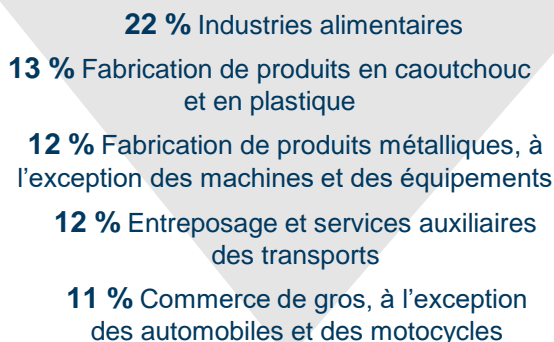 22 % Industries alimentaires
13 % Fabrication de produits en caoutchouc
et en plastique
12 % Fabrication de produits métalliques, à
l'exception des machines et des équipements
12 % Entreposage et services auxiliaires
des transports
11 % Commerce de gros, à l'exception
des automobiles et des motocycles